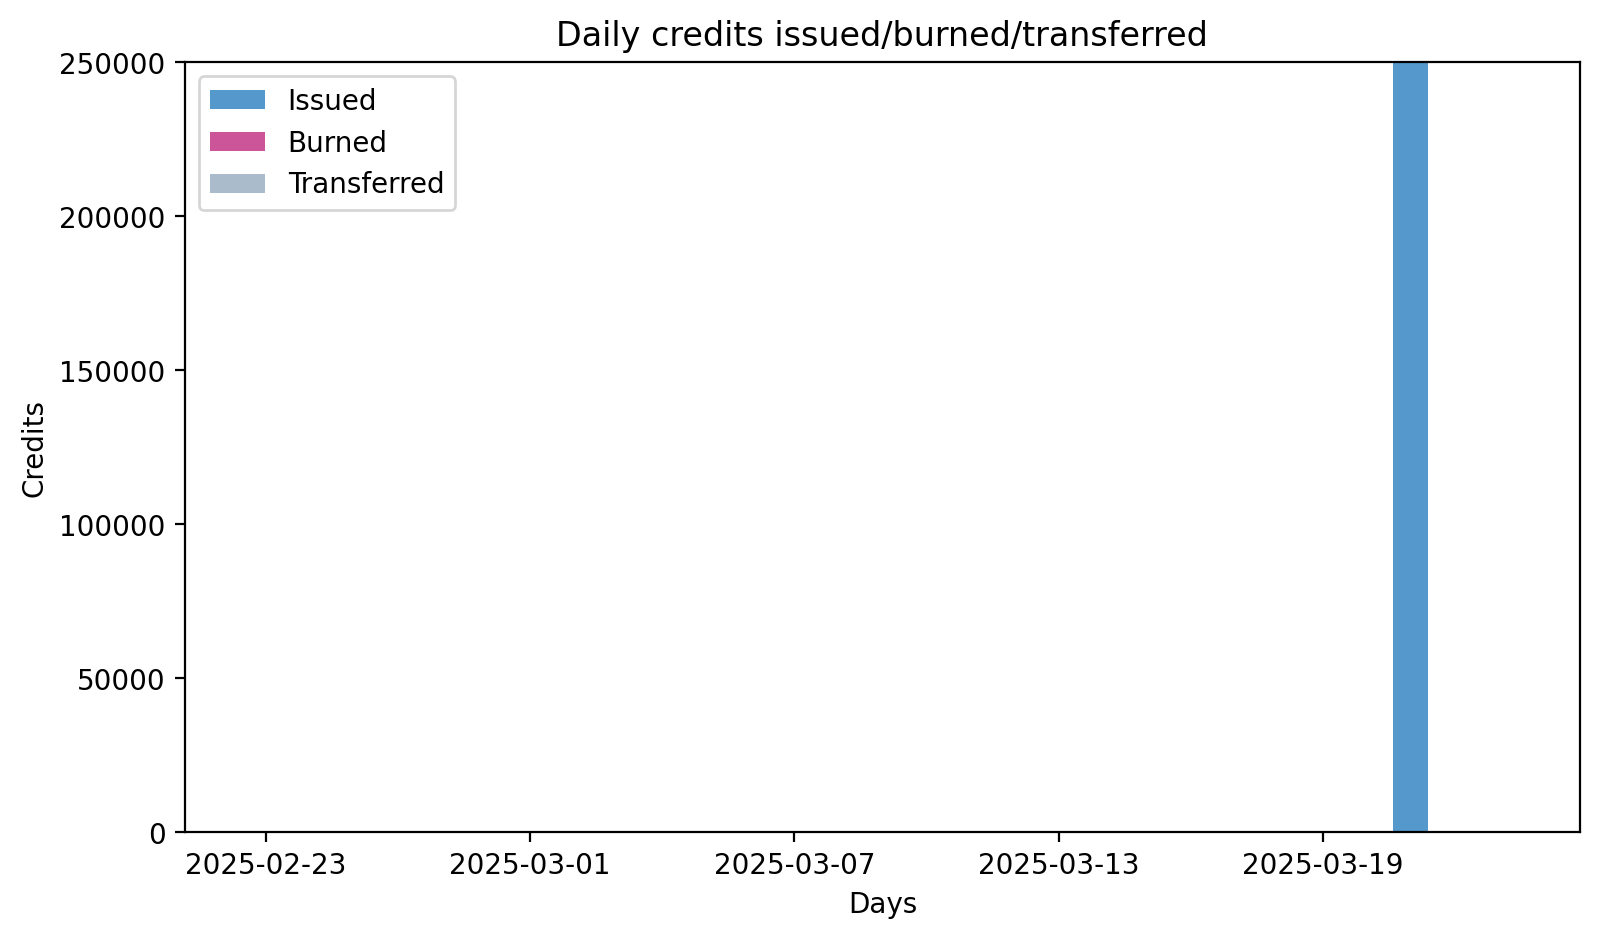 Daily credits issued/burned/transferred
250000
200000
150000
100000
50000
0
Credits
Issued
Burned
Transferred
2025-02-23
2025-03-01
2025-03-07
2025-03-13
2025-03-19
Days